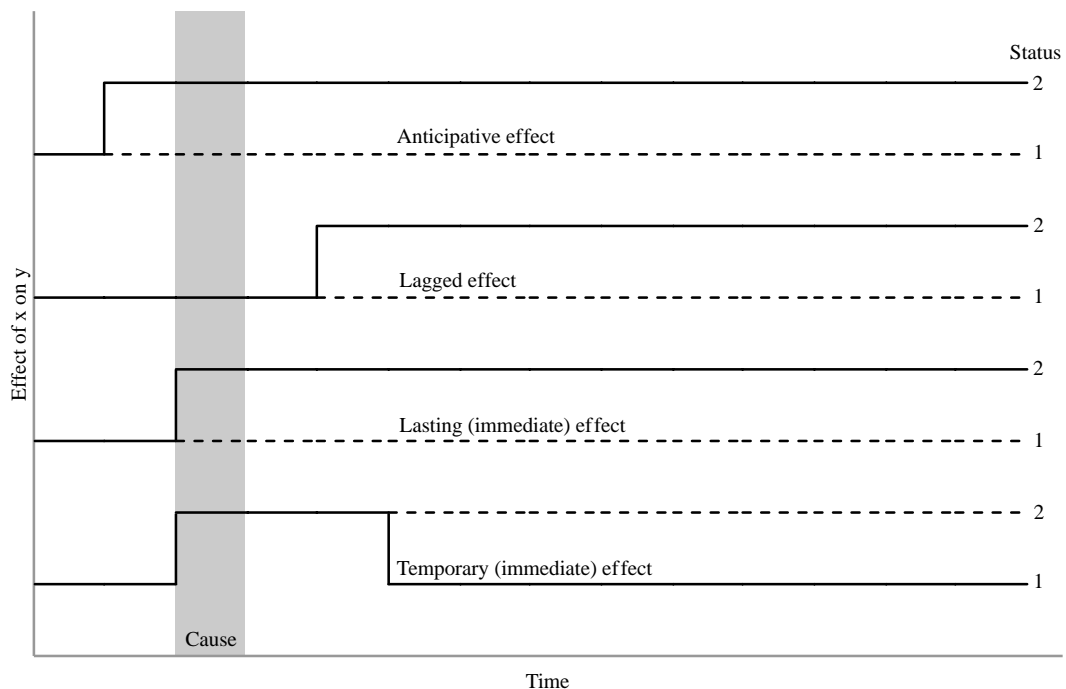 Status
2
Anticipative effect
1
2
Lagged effect
1
Effect of x on y
2
Lasting (immediate) effect
1
2
Temporary (immediate) effect
1
Cause
Time